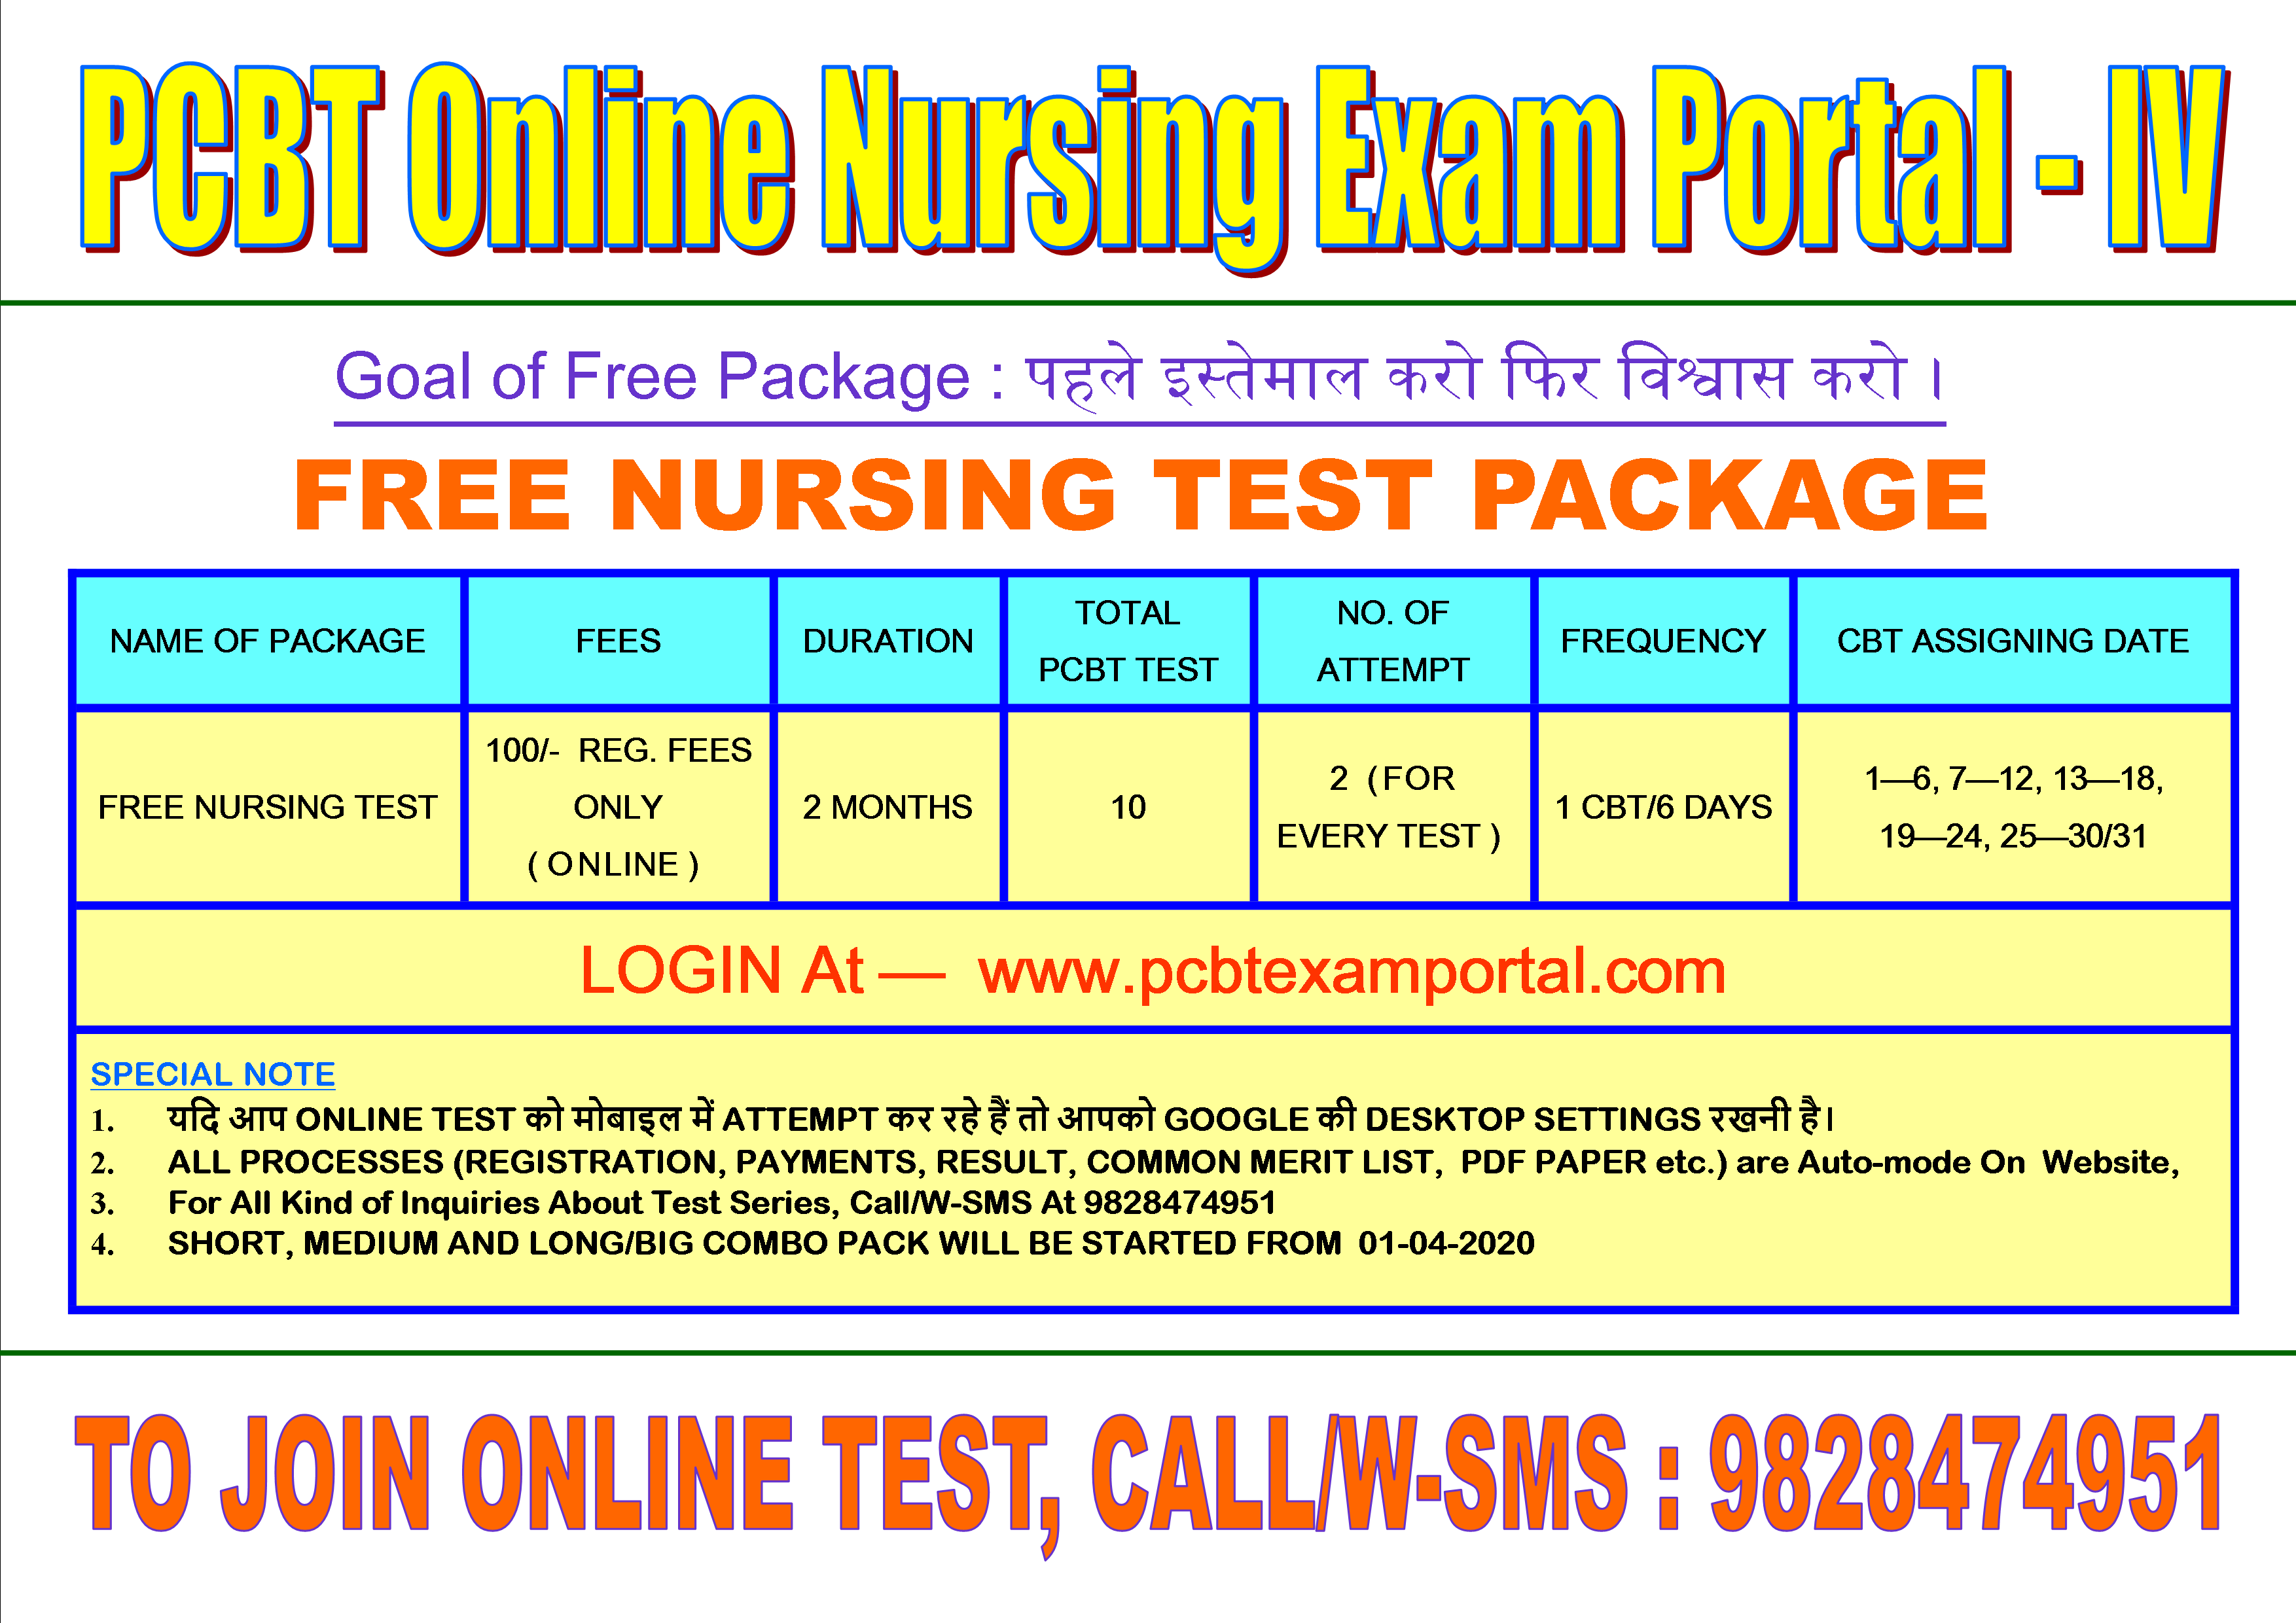 PCBT Online Nursing Exam Portal - IV
Goal of Free Package : पहले इस्तेमाल करो फिर विश्वास करो ।
FREE NURSING TEST PACKAGE
NAME OF PACKAGE
FEES
DURATION
TOTAL
PCBT TEST
NO. OF
ATTEMPT
FREQUENCY
CBT ASSIGNING DATE
FREE NURSING TEST
100/- REG. FEES
ONLY
( ONLINE )
2 MONTHS
10
2 (FOR
EVERY TEST )
1 CBT/6 DAYS
1—6, 7—12, 13—18,
19—24, 25—30/31
LOGIN At — www.pcbtexamportal.com
SPECIAL NOTE
1. यदि आप ONLINE TEST को मोबाइल में ATTEMPT कर रहे हैं तो आपको GOOGLE की DESKTOP SETTINGS रखनी है।
2. ALL PROCESSES (REGISTRATION, PAYMENTS, RESULT, COMMON MERIT LIST, PDF PAPER etc.) are Auto-mode On Website,
3. For All Kind of Inquiries About Test Series, Call/W-SMS At 9828474951
4. SHORT, MEDIUM AND LONG/BIG COMBO PACK WILL BE STARTED FROM 01-04-2020
TO JOIN ONLINE TEST, CALL/W-SMS : 9828474951